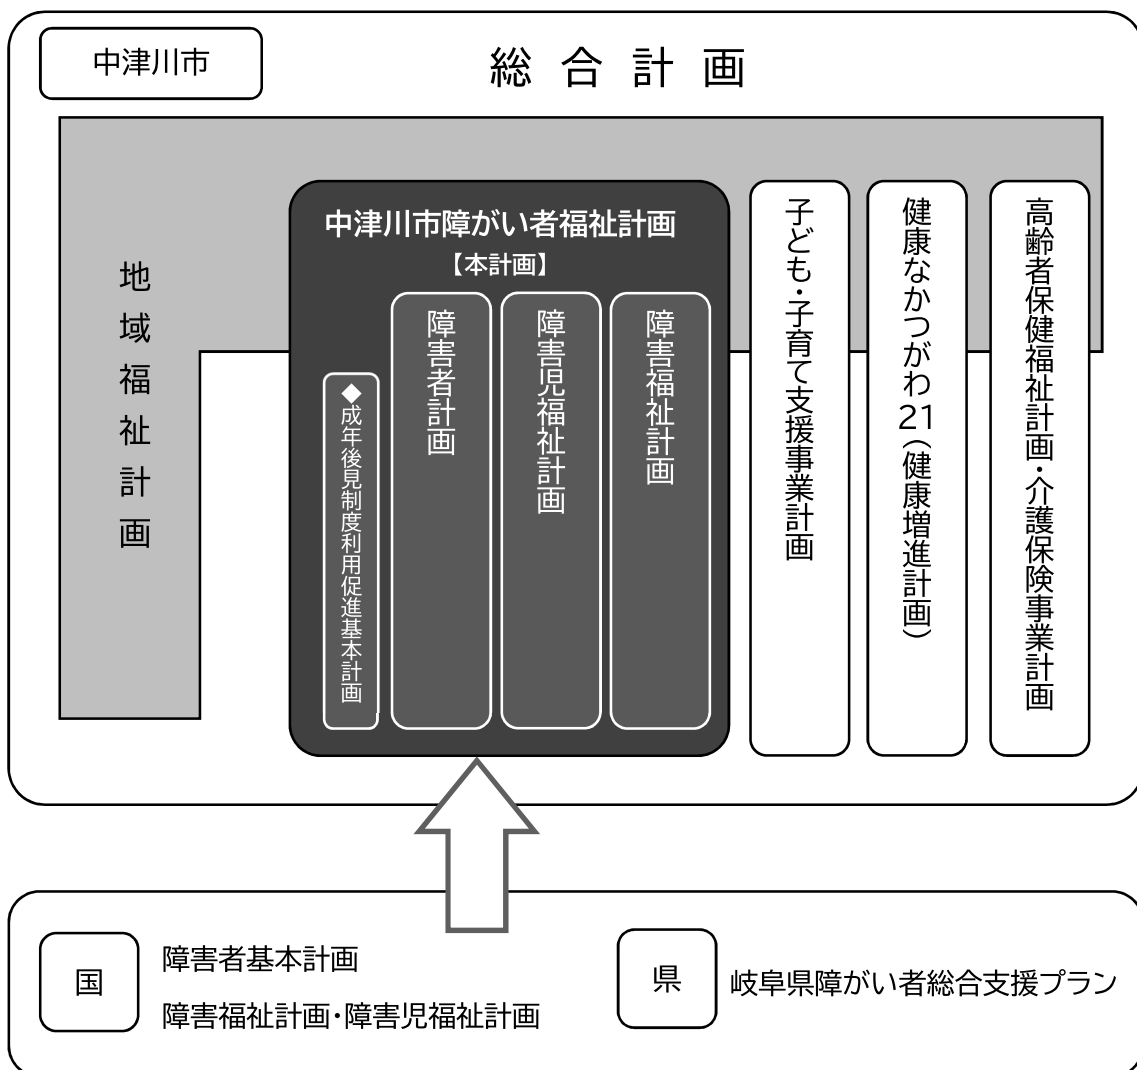 中津川市
総合計画
地域福祉計画
中津川市障がい者福祉計画
【本計画】
◆成年後見制度利用促進基本計画
障害者計画
障害児福祉計画
障害福祉計画
子ども・子育て支援事業計画
健康なかつがわ21（健康増進計画）
高齢者保健福祉計画・介護保険事業計画
国
障害者基本計画
障害福祉計画・障害児福祉計画
県
岐阜県障がい者総合支援プラン